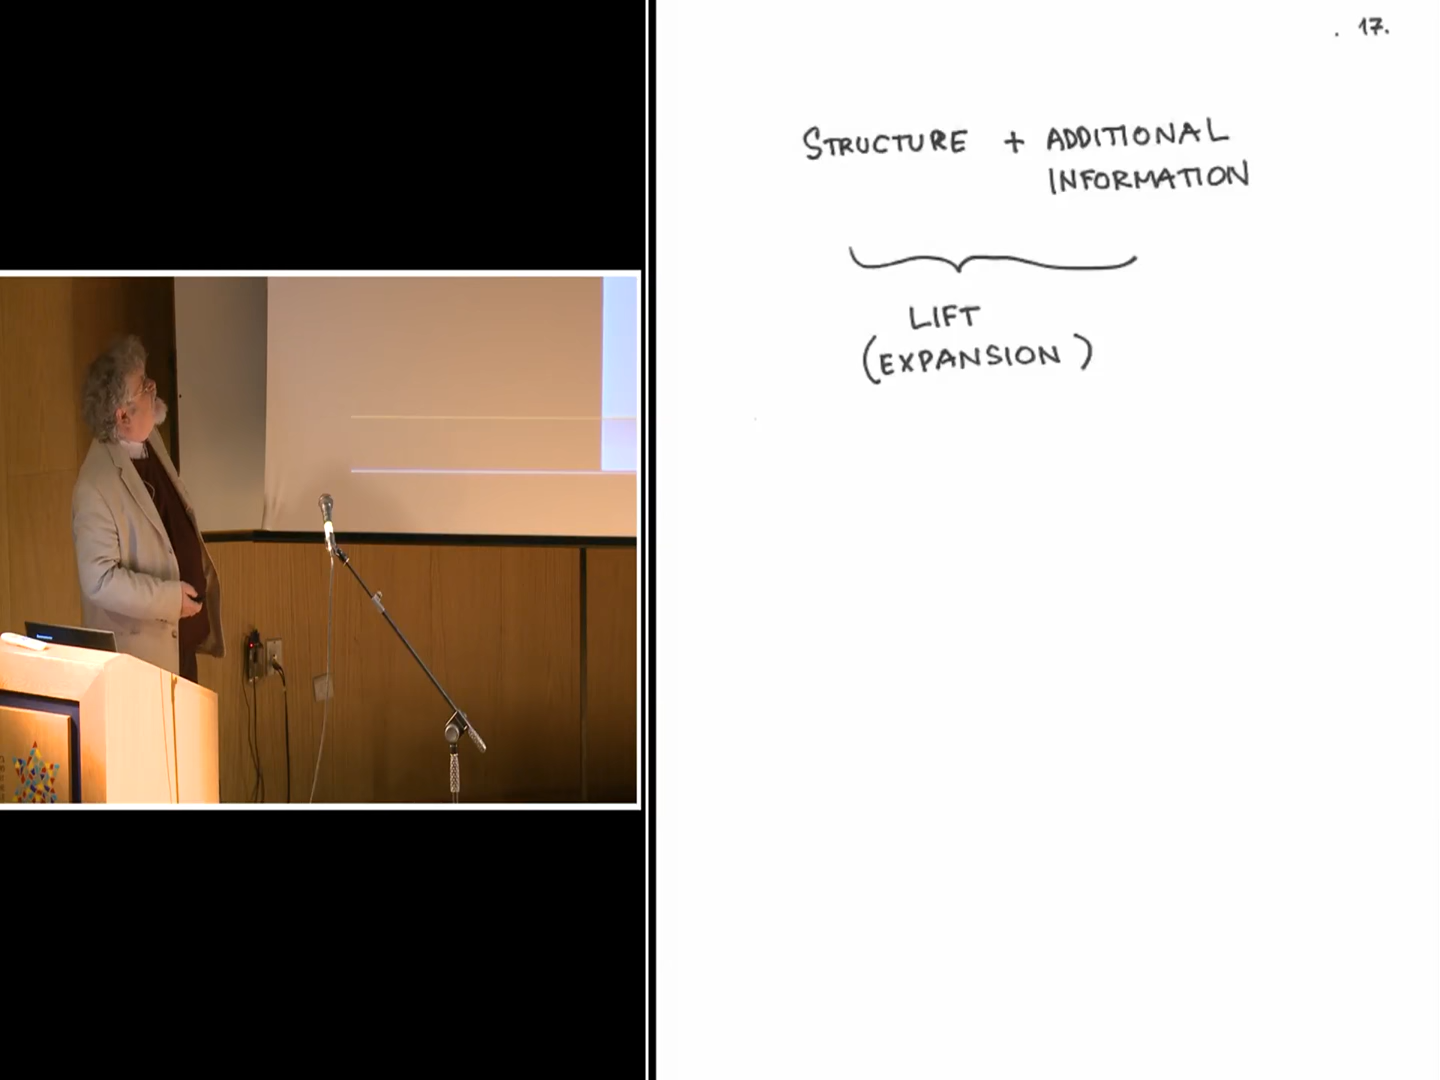 . 17.
STRUCTURE + ADDITIONAL
INFORMATION
LIFT
(EXPANSION)